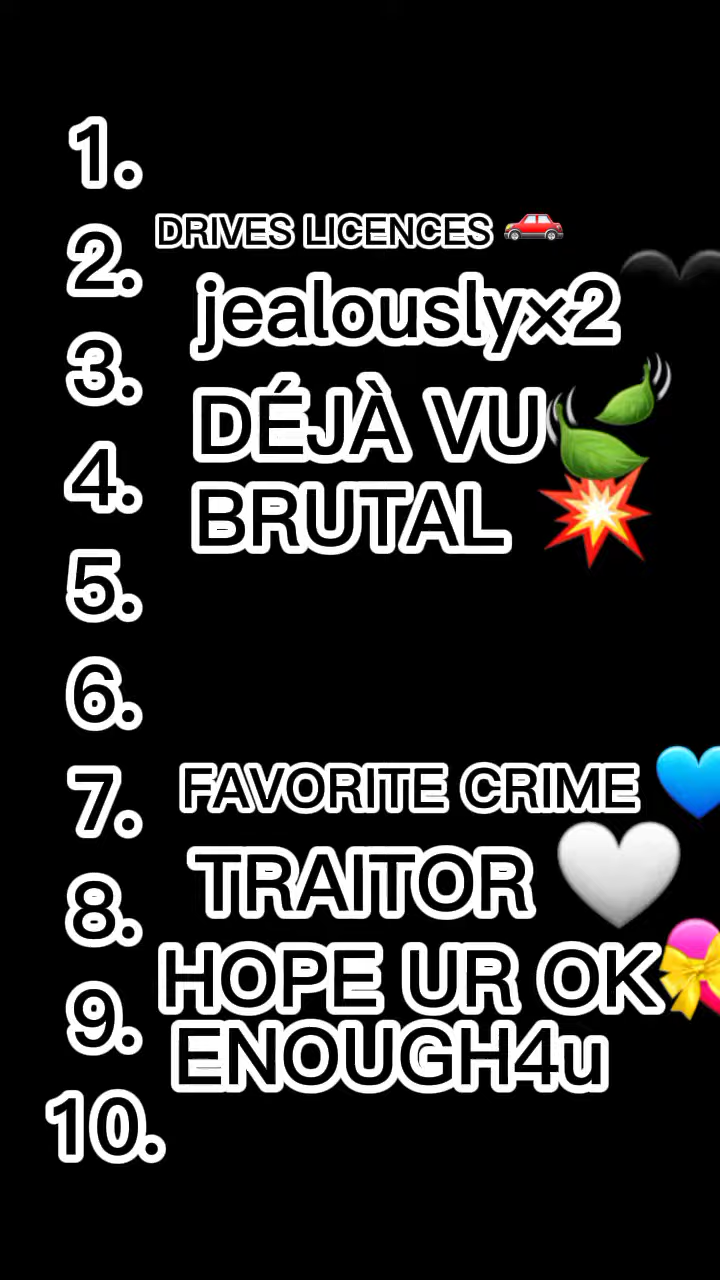 1.
2. DRIVES LICENCES 🚗
jealously×2 🖤
3.
DÉJÀ VU 🍃
4. BRUTAL 💥
5.
6.
7. FAVORITE CRIME 💙
8. TRAITOR 🤍
HOPE UR OK 💝
9.
ENOUGH4u
10.